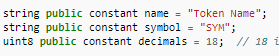 string public constant name = "Token Name";
string public constant symbol = "SYM";
uint8 public constant decimals = 18;  // 18